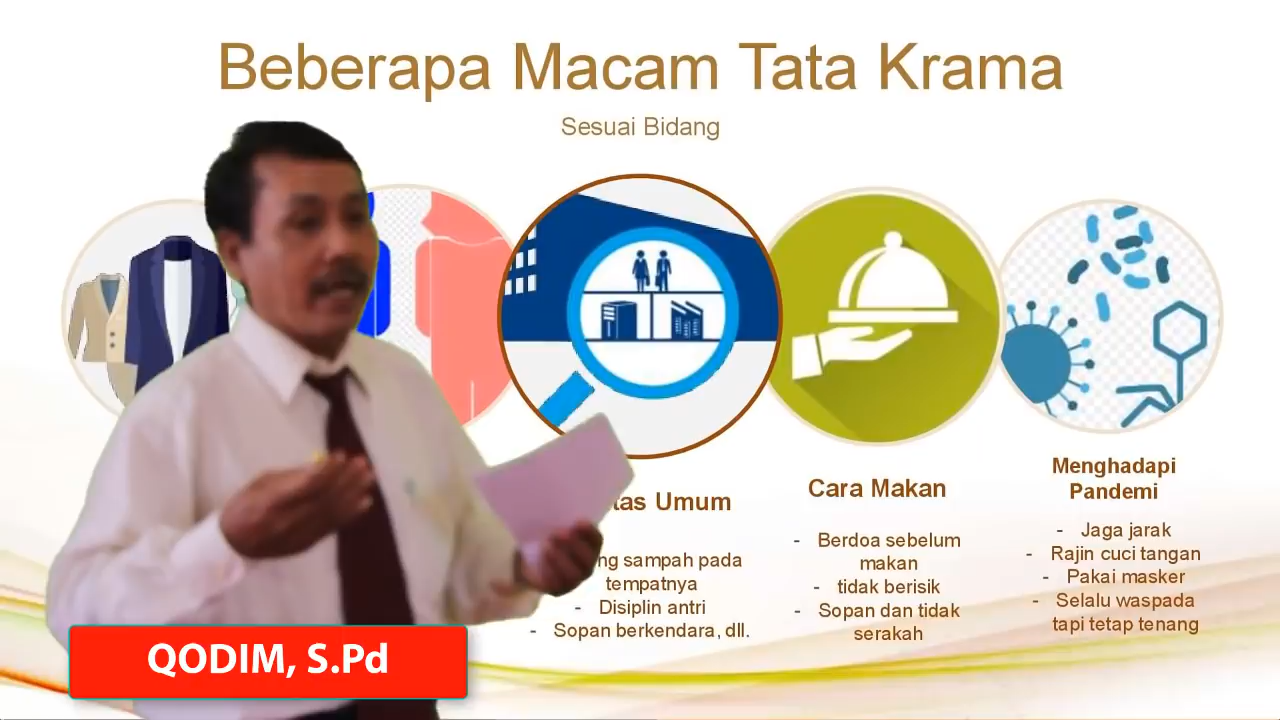 Beberapa Macam Tata Krama
Sesuai Bidang
Umum
sampah pada
tempatnya
- Disiplin antri
- Sopan berkendara, dll.
Cara Makan
- Berdoa sebelum
makan
- tidak berisik
- Sopan dan tidak
serakah
Menghadapi
Pandemi
- Jaga jarak
- Rajin cuci tangan
- Pakai masker
- Selalu waspada
tapi tetap tenang
QODIM, S.Pd